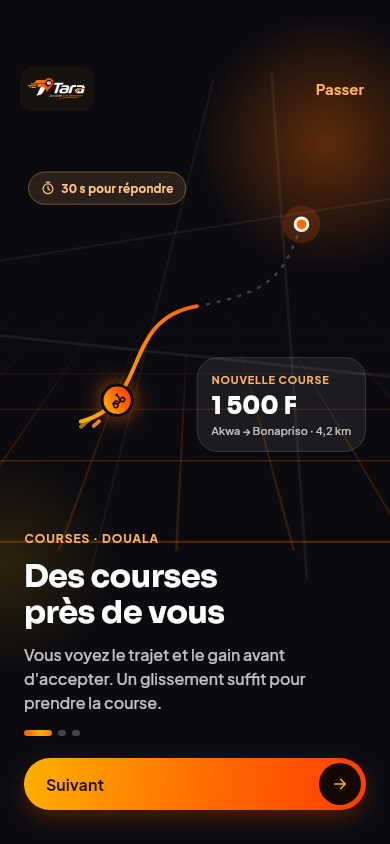 Tara
Passer
30 s pour répondre
NOUVELLE COURSE
1 500 F
Akwa → Bonapriso · 4,2 km
COURSES · DOUALA
Des courses
près de vous
Vous voyez le trajet et le gain avant
d'accepter. Un glissement suffit pour
prendre la course.
Suivant